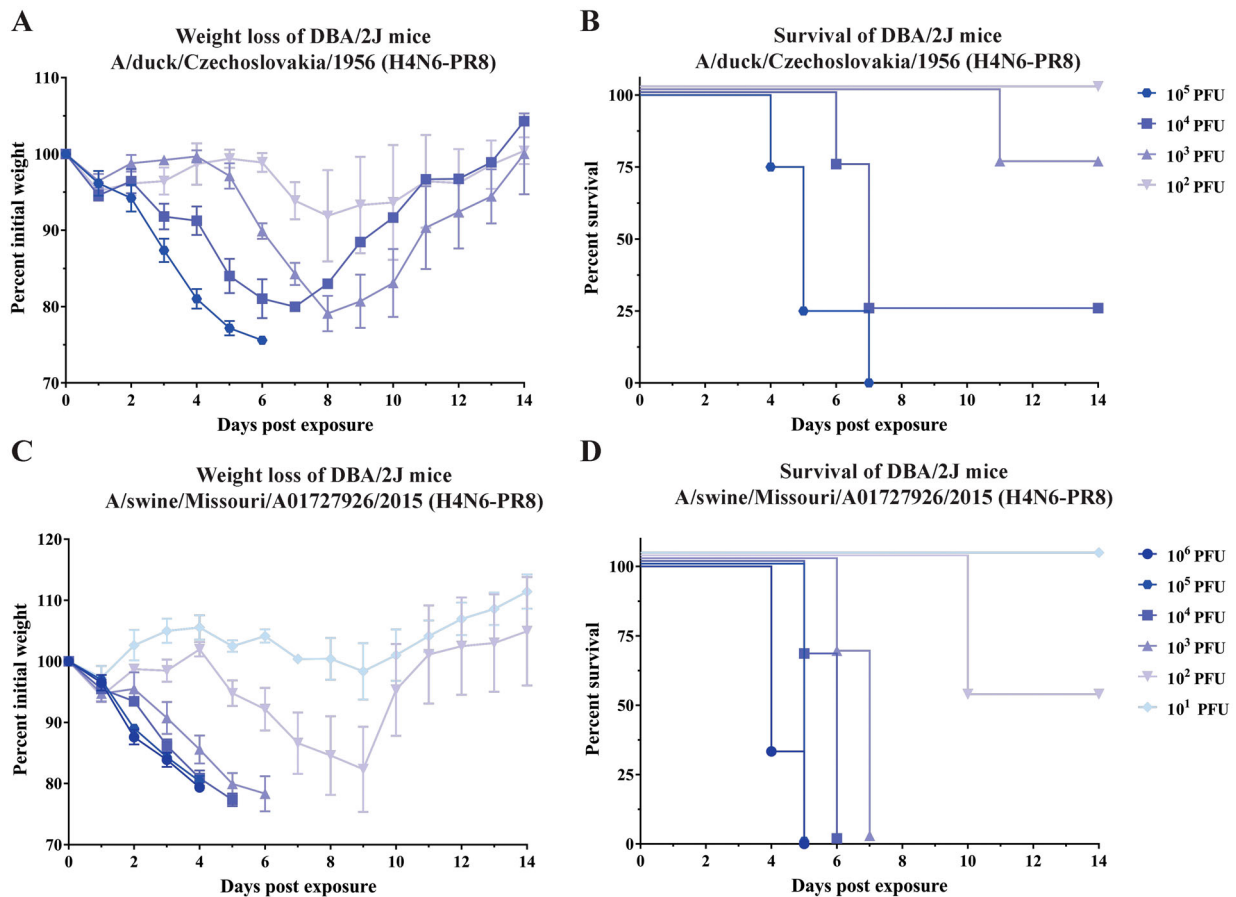 A
Weight loss of DBA/2J mice
A/duck/Czechoslovakia/1956 (H4N6-PR8)
Percent initial weight
110
100
90
80
70
0 2 4 6 8 10 12 14
Days post exposure
B
Survival of DBA/2J mice
A/duck/Czechoslovakia/1956 (H4N6-PR8)
Percent survival
100
75
50
25
0
0 2 4 6 8 10 12 14
Days post exposure
10⁵ PFU
10⁴ PFU
10³ PFU
10² PFU
C
Weight loss of DBA/2J mice
A/swine/Missouri/A01727926/2015 (H4N6-PR8)
Percent initial weight
120
110
100
90
80
70
0 2 4 6 8 10 12 14
Days post exposure
D
Survival of DBA/2J mice
A/swine/Missouri/A01727926/2015 (H4N6-PR8)
Percent survival
100
75
50
25
0
0 2 4 6 8 10 12 14
Days post exposure
10⁶ PFU
10⁵ PFU
10⁴ PFU
10³ PFU
10² PFU
10¹ PFU